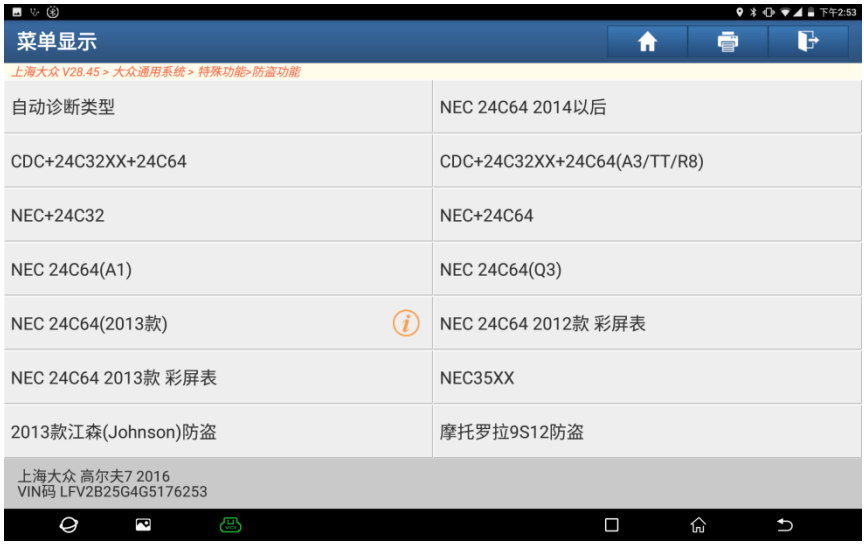 下午2:53
菜单显示
上海大众 V28.45 > 大众通用系统 > 特殊功能>防盗功能
自动诊断类型
NEC 24C64 2014以后
CDC+24C32XX+24C64
CDC+24C32XX+24C64(A3/TT/R8)
NEC+24C32
NEC+24C64
NEC 24C64(A1)
NEC 24C64(Q3)
NEC 24C64(2013款)
NEC 24C64 2012款 彩屏表
NEC 24C64 2013款 彩屏表
NEC35XX
2013款江森(Johnson)防盗
摩托罗拉9S12防盗
上海大众 高尔夫7 2016
VIN码 LFV2B25G4G5176253